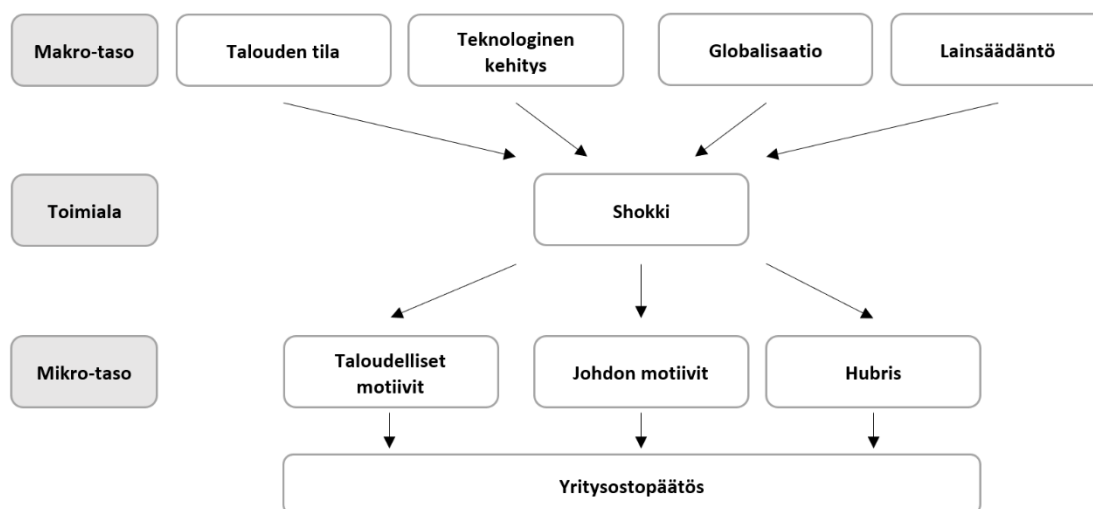 Makro-taso
Talouden tila
Teknologinen
kehitys
Globalisaatio
Lainsäädäntö
Toimiala
Shokki
Mikro-taso
Taloudelliset
motiivit
Johdon motiivit
Hubris
Yritysostopäätös